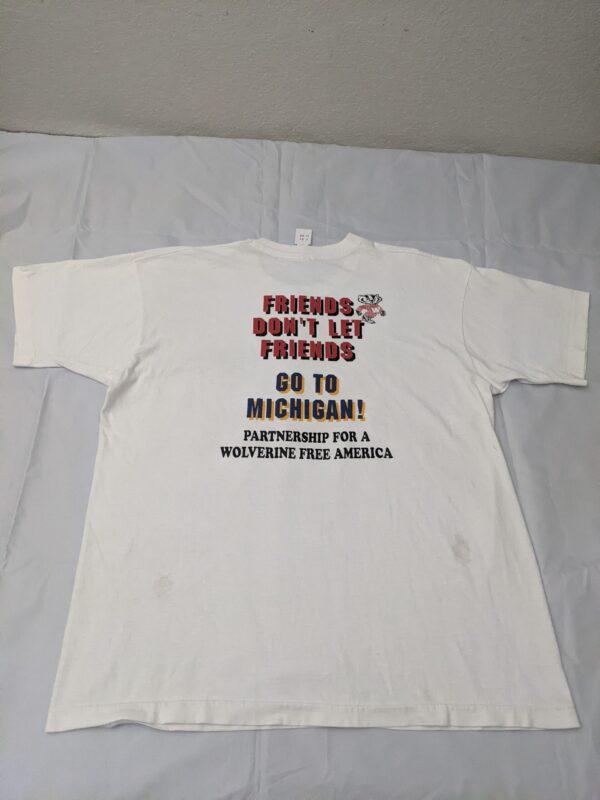 FRIENDS
DON'T LET
FRIENDS
GO TO
MICHIGAN!
PARTNERSHIP FOR A
WOLVERINE FREE AMERICA